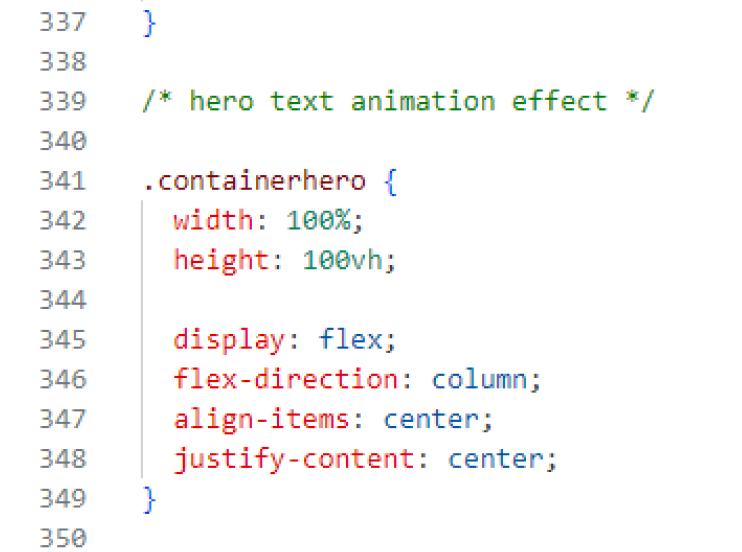 337 }
338
339 /* hero text animation effect */
340
341 .containerhero {
342 width: 100%;
343 height: 100vh;
344
345 display: flex;
346 flex-direction: column;
347 align-items: center;
348 justify-content: center;
349 }
350